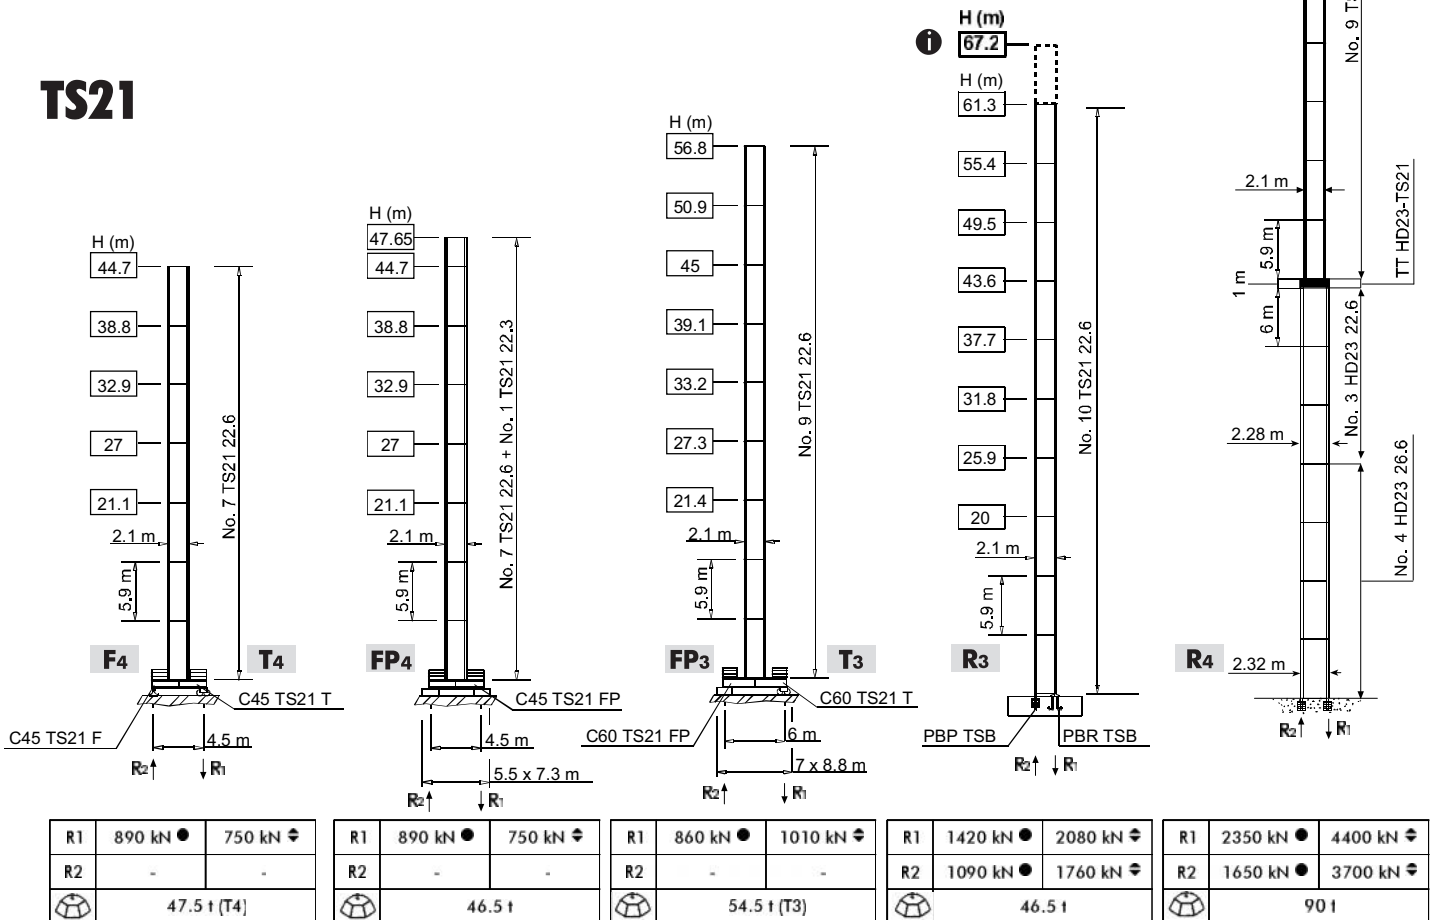 TS21
H (m)
44.7
38.8
32.9
27
21.1
2.1 m
5.9 m
No. 7 TS21 22.6
F4
T4
C45 TS21 T
C45 TS21 F
4.5 m
R2
R1
H (m)
47.65
44.7
38.8
32.9
27
21.1
2.1 m
5.9 m
No. 7 TS21 22.6 + No. 1 TS21 22.3
FP4
C45 TS21 FP
4.5 m
5.5 x 7.3 m
R2
R1
H (m)
56.8
50.9
45
39.1
33.2
27.3
21.4
2.1 m
5.9 m
No. 9 TS21 22.6
FP3
T3
C60 TS21 T
C60 TS21 FP
6 m
7 x 8.8 m
R2
R1
H (m)
i
67.2
H (m)
61.3
55.4
49.5
43.6
37.7
31.8
25.9
20
2.1 m
5.9 m
No. 10 TS21 22.6
R3
PBP TSB
PBR TSB
R2
R1
No. 9
2.1 m
5.9 m
1 m
6 m
TT HD23-TS21
No. 3 HD23 22.6
2.28 m
No. 4 HD23 26.6
R4
2.32 m
R2
R1
R1 890 kN 750 kN
R2 - -
47.5 t (T4)
R1 890 kN 750 kN
R2 - -
46.5 t
R1 860 kN 1010 kN
R2 - -
54.5 t (T3)
R1 1420 kN 2080 kN
R2 1090 kN 1760 kN
46.5 t
R1 2350 kN 4400 kN
R2 1650 kN 3700 kN
90 t